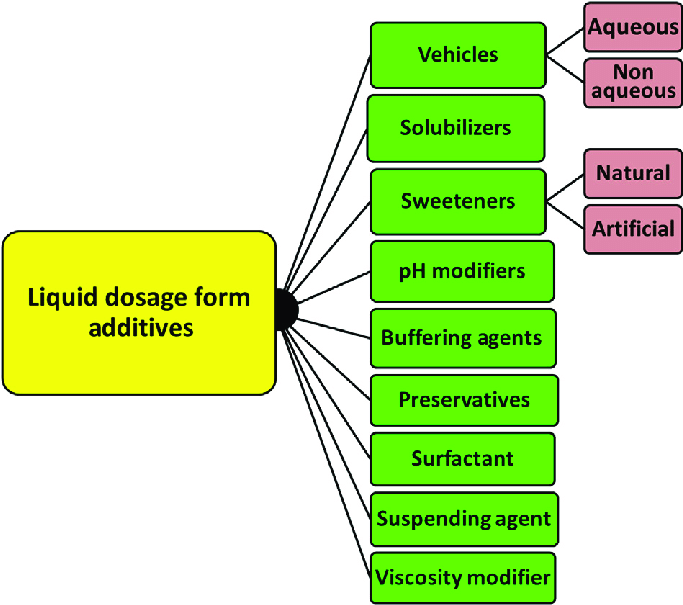 Liquid dosage form
additives
Vehicles
Aqueous
Non
aqueous
Solubilizers
Sweeteners
Natural
Artificial
pH modifiers
Buffering agents
Preservatives
Surfactant
Suspending agent
Viscosity modifier